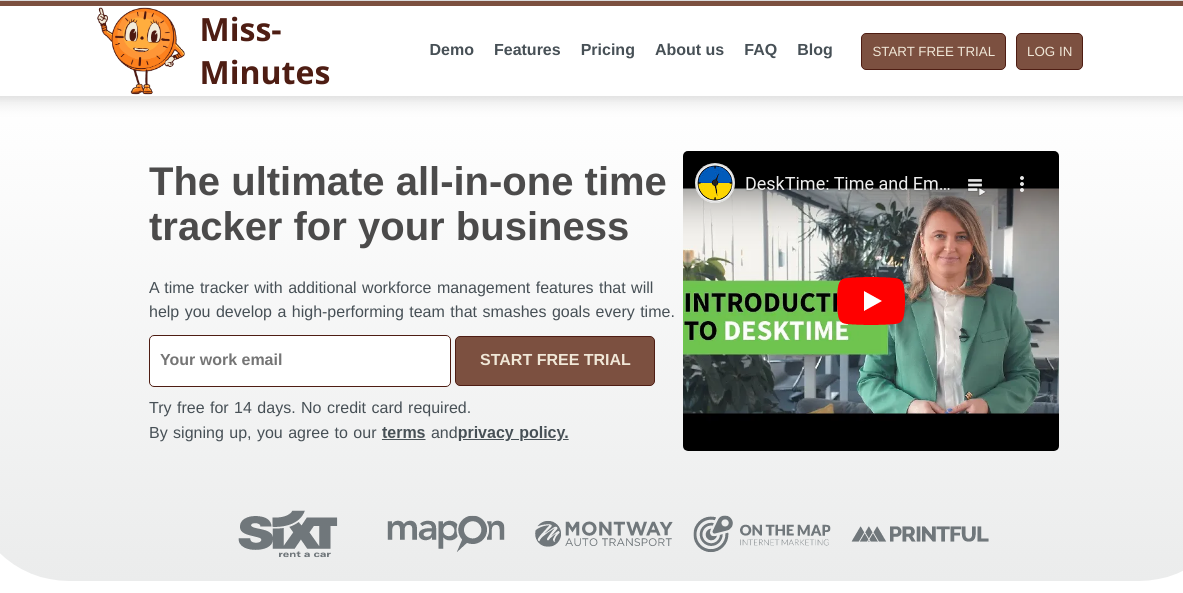 Miss-
Minutes
Demo Features Pricing About us FAQ Blog START FREE TRIAL LOG IN
The ultimate all-in-one time
tracker for your business
A time tracker with additional workforce management features that will
help you develop a high-performing team that smashes goals every time.
Your work email START FREE TRIAL
Try free for 14 days. No credit card required.
By signing up, you agree to our terms andprivacy policy.
DeskTime: Time and Em...
INTRODUCTI
TO DESKTIME
SiXT
rent a car
mapon
MONTWAY
AUTO TRANSPORT
ON THE MAP
INTERNET MARKETING
PRINTFUL